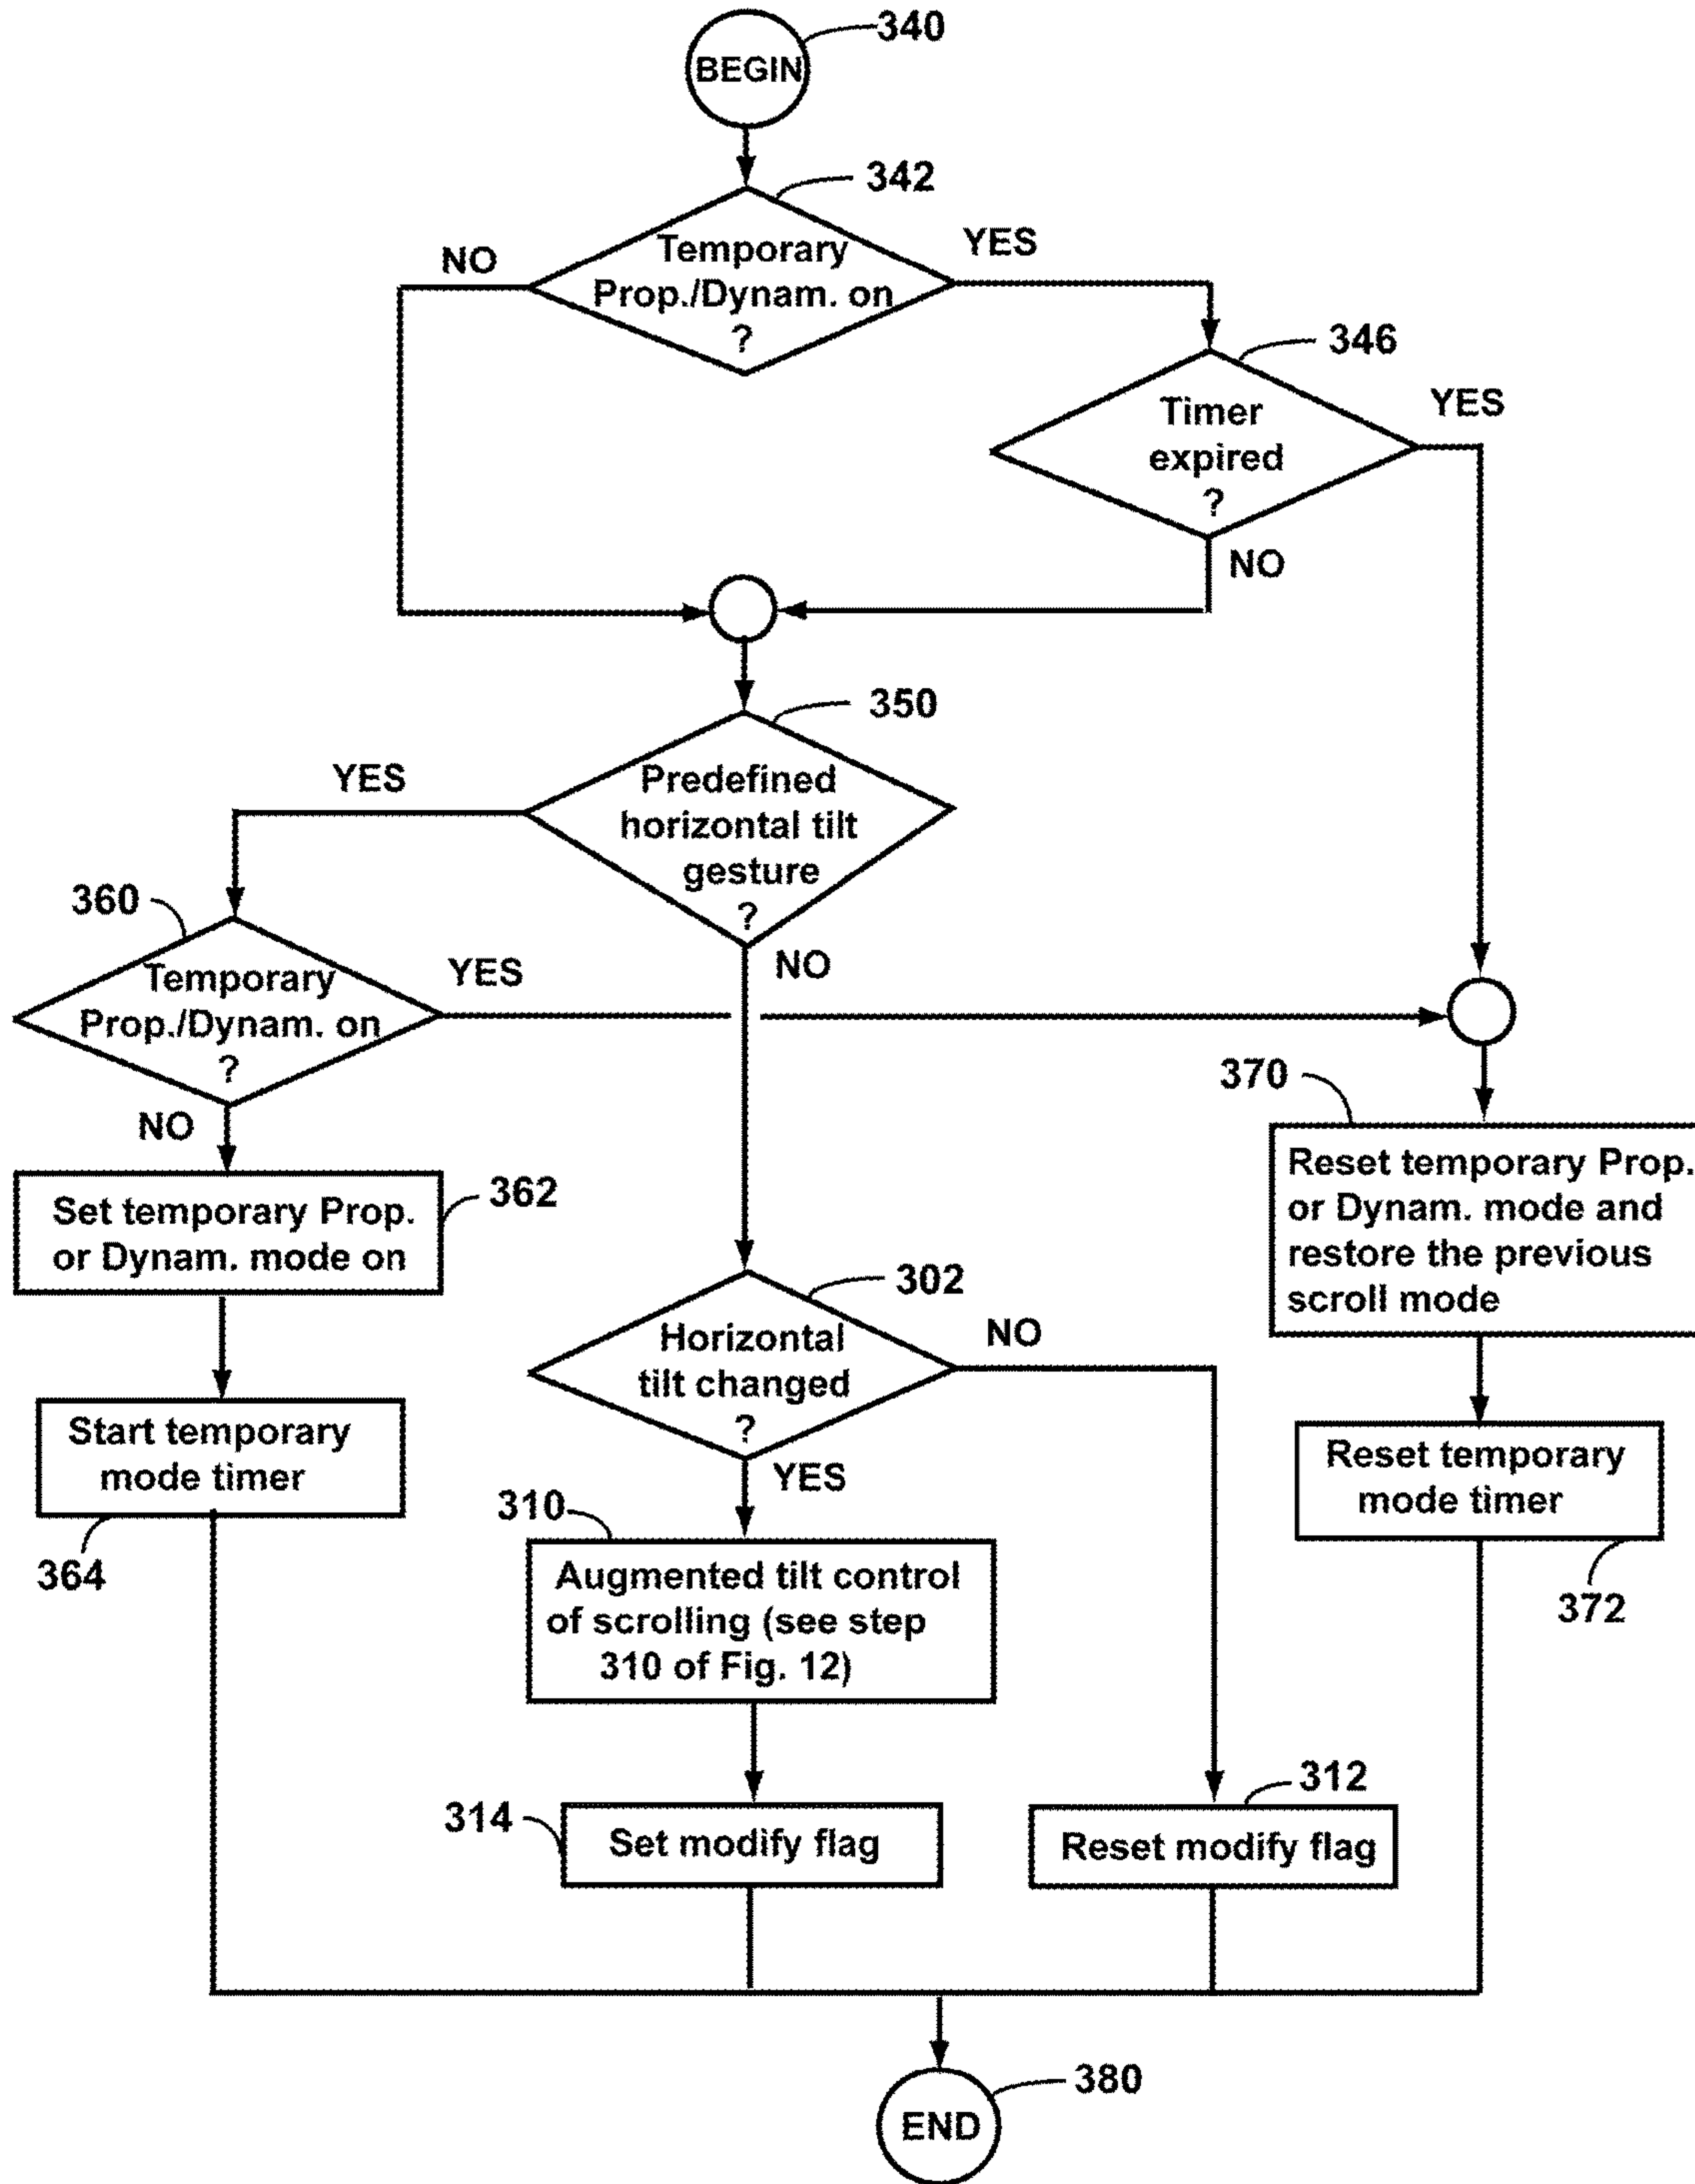 340
BEGIN
342
NO
YES
Temporary
Prop./Dynam. on
?
346
YES
Timer
expired
?
NO
350
YES
Predefined
horizontal tilt
gesture
?
NO
360
YES
Temporary
Prop./Dynam. on
?
NO
370
Reset temporary Prop.
or Dynam. mode and
restore the previous
scroll mode
362
Set temporary Prop.
or Dynam. mode on
302
NO
Horizontal
tilt changed
?
YES
Start temporary
mode timer
364
Reset temporary
mode timer
372
310
Augmented tilt control
of scrolling (see step
310 of Fig. 12)
314
Set modify flag
312
Reset modify flag
380
END